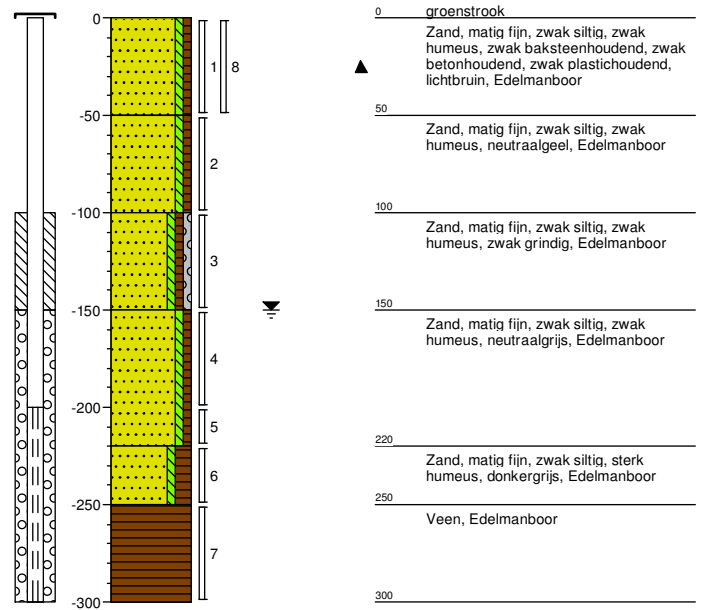 0
-50
-100
-150
-200
-250
-300
1
8
2
3
4
5
6
7
0 groenstrook
Zand, matig fijn, zwak siltig, zwak
humeus, zwak baksteenhoudend, zwak
betonhoudend, zwak plastichoudend,
lichtbruin, Edelmanboor
50
Zand, matig fijn, zwak siltig, zwak
humeus, neutraalgeel, Edelmanboor
100
Zand, matig fijn, zwak siltig, zwak
humeus, zwak grindig, Edelmanboor
150
Zand, matig fijn, zwak siltig, zwak
humeus, neutraalgrijs, Edelmanboor
220
Zand, matig fijn, zwak siltig, sterk
humeus, donkergrijs, Edelmanboor
250
Veen, Edelmanboor
300